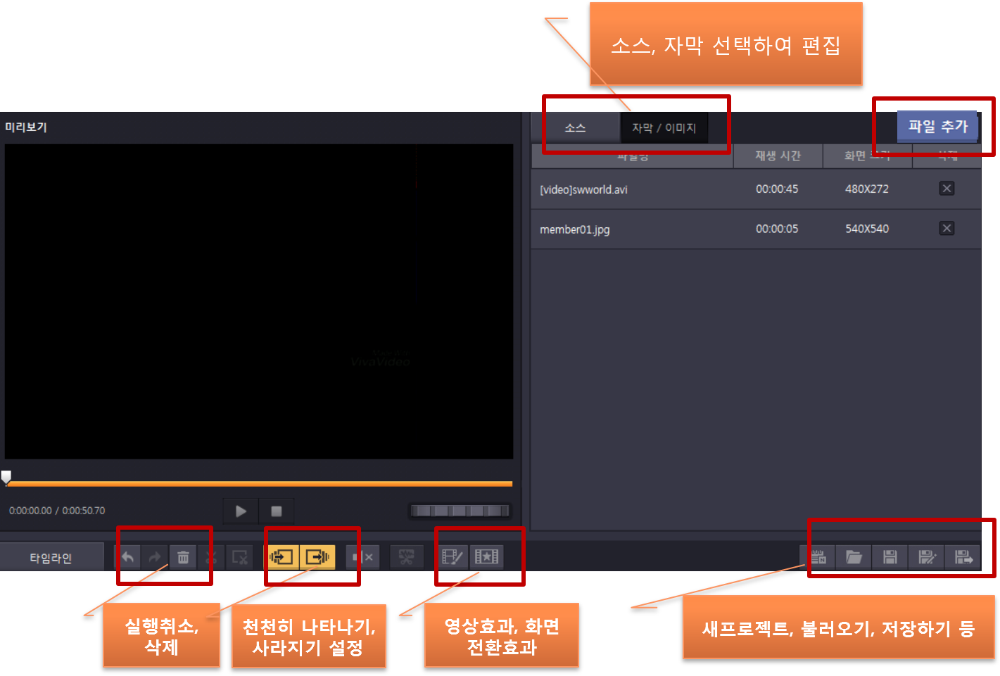 소스, 자막 선택하여 편집
미리보기
소스
자막 / 이미지
파일 추가
파일명
재생 시간
화면 크기
삭제
[video]swworld.avi
00:00:45
480X272
member01.jpg
00:00:05
540X540
VivaVideo
0:00:00.00 / 0:00:50.70
타임라인
실행취소,
삭제
천천히 나타나기,
사라지기 설정
영상효과, 화면
전환효과
새프로젝트, 불러오기, 저장하기 등